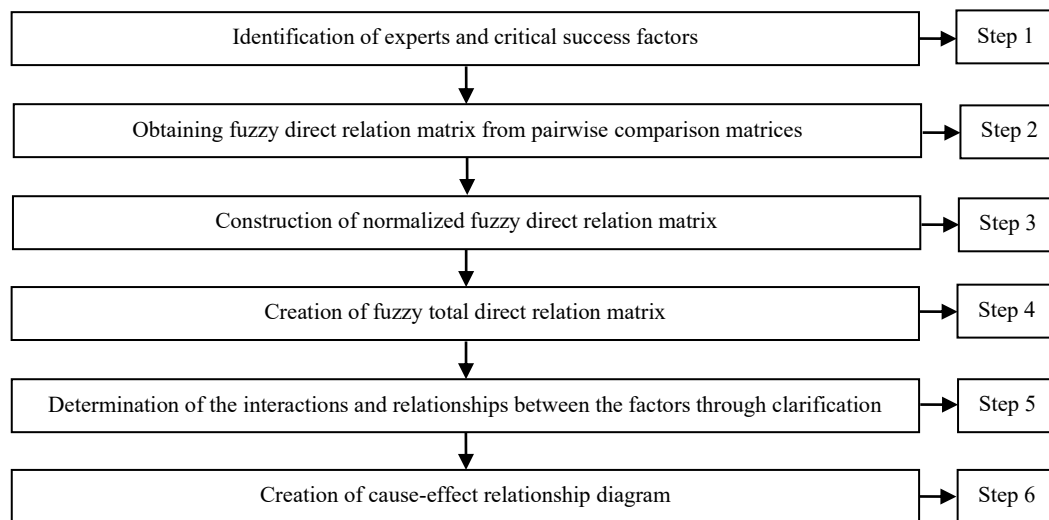 Identification of experts and critical success factors
Step 1
Obtaining fuzzy direct relation matrix from pairwise comparison matrices
Step 2
Construction of normalized fuzzy direct relation matrix
Step 3
Creation of fuzzy total direct relation matrix
Step 4
Determination of the interactions and relationships between the factors through clarification
Step 5
Creation of cause-effect relationship diagram
Step 6